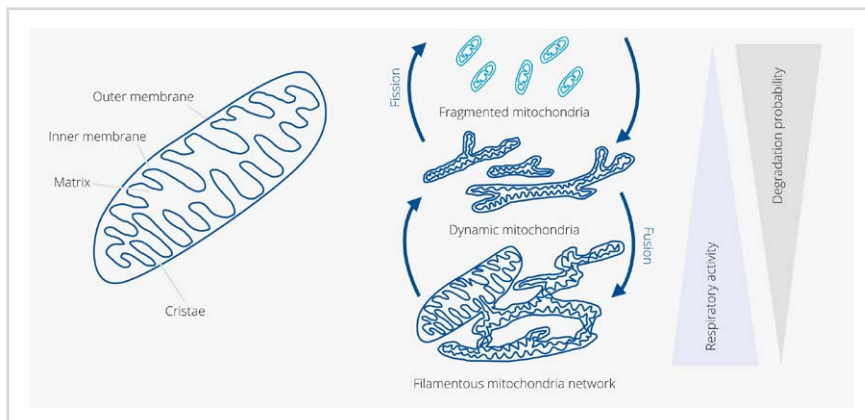 Outer membrane
Inner membrane
Matrix
Cristae
Fission
Fragmented mitochondria
Dynamic mitochondria
Fusion
Filamentous mitochondria network
Respiratory activity
Degradation probability